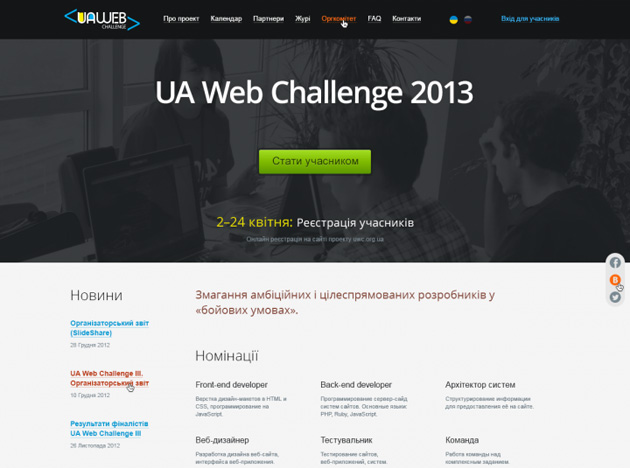 UAWEB
CHALLENGE
Про проект Календар Партнери Журі Оргкомітет FAQ Контакти
Вхід для учасників
UA Web Challenge 2013
Стати учасником
2–24 квітня: Реєстрація учасників
Онлайн реєстрація на сайті проекту uwc.org.ua
Новини
Організаторський звіт
(SlideShare)
28 Грудня 2012
UA Web Challenge III.
Організаторський звіт
16 Грудня 2012
Результати фіналістів
UA Web Challenge III
26 Листопада 2012
Змагання амбіційних і цілеспрямованих розробників у
«бойових умовах».
Номінації
Front-end developer
Верстка дизайн-макетов в HTML и
CSS, программирование на
JavaScript.
Back-end developer
Программирование сервер-сайд
систем сайтов. Основные языки:
PHP, Ruby, JavaScript.
Архітектор систем
Структурирование информации
для предоставления её на сайте.
Веб-дизайнер
Разработка дизайна веб-сайте,
интерфейса веб-приложения.
Тестувальник
Тестирование сайтов,
веб-приложений, систем.
Команда
Работа команды над
комплексным заданием.